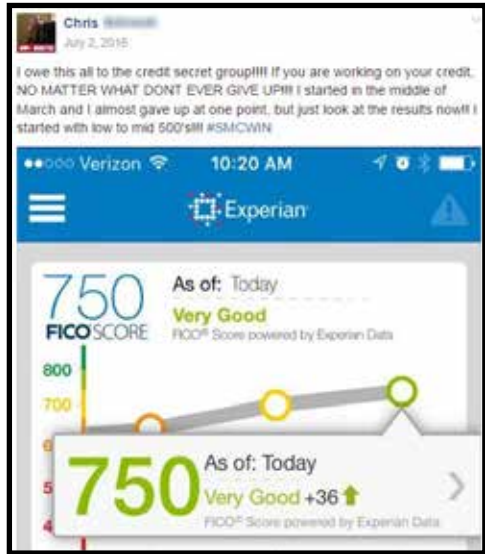 Chris
July 2, 2016
I owe this all to the credit secret group!!!! If you are working on your credit,
NO MATTER WHAT DONT EVER GIVE UP!!! I started in the middle of
March and I almost gave up at one point, but just look at the results now!! I
started with low to mid 500's!!! #SMCWIN
Verizon 10:20 AM
Experian
750 As of: Today
Very Good
FICO SCORE FICO® Score powered by Experian Data
800
700
6
5
4
750 As of: Today
Very Good +36
FICO® Score powered by Experian Data